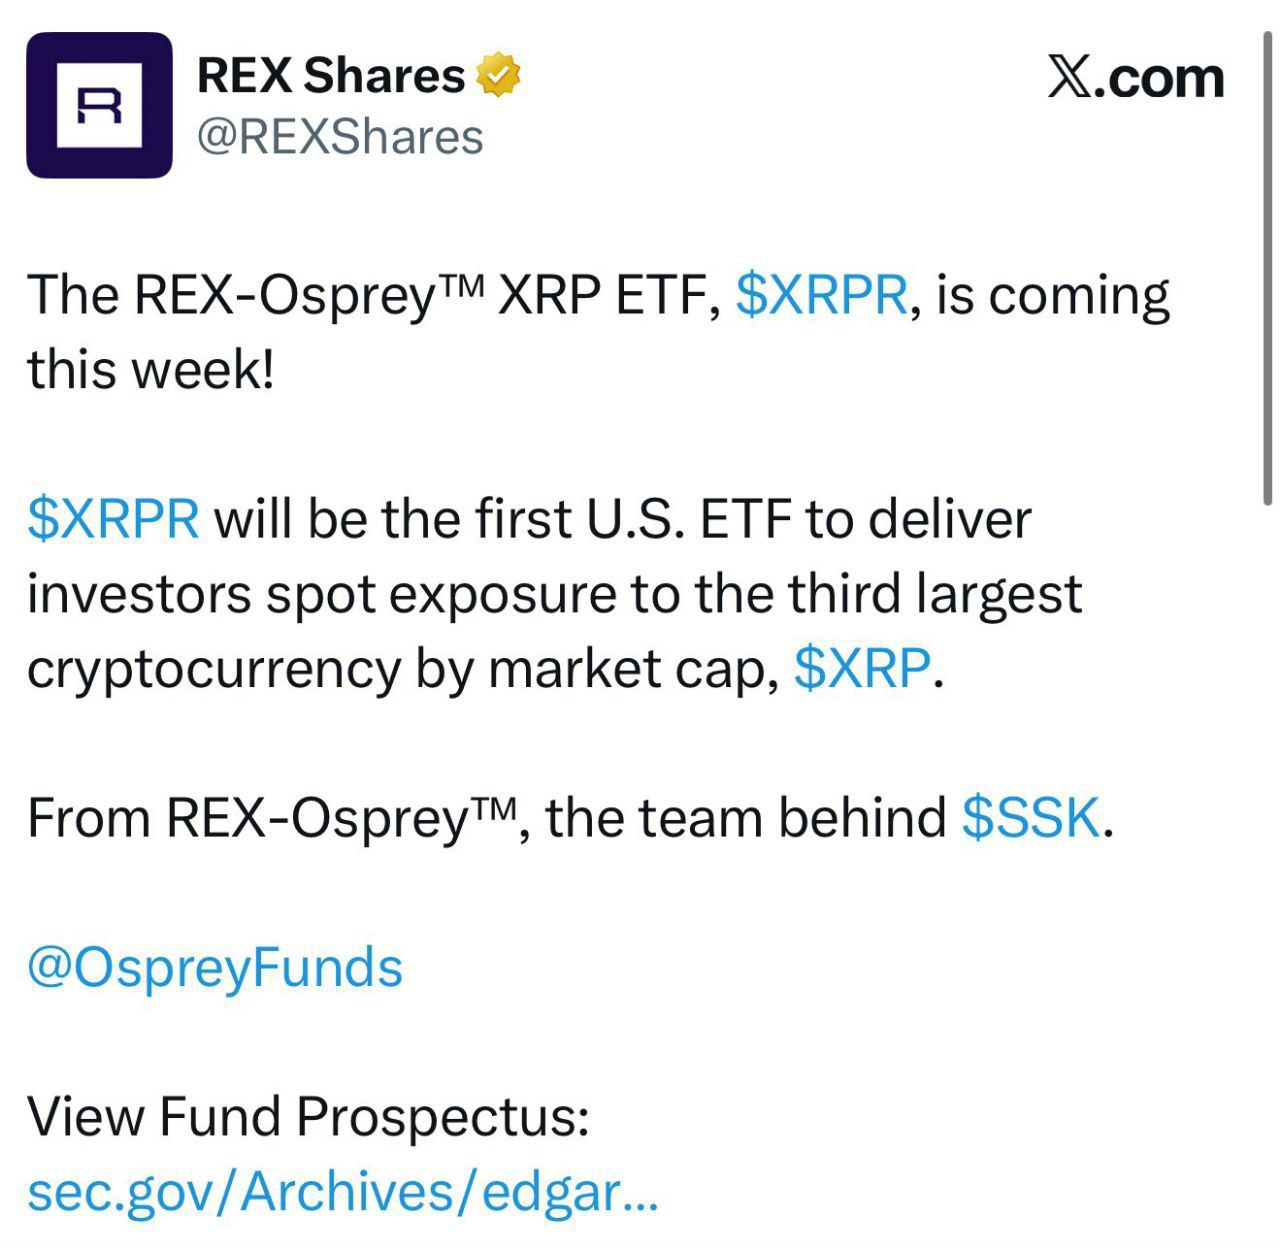 REX Shares
X.com
@REXShares
The REX-Osprey™ XRP ETF, $XRPR, is coming
this week!
$XRPR will be the first U.S. ETF to deliver
investors spot exposure to the third largest
cryptocurrency by market cap, $XRP.
From REX-Osprey™, the team behind $SSK.
@OspreyFunds
View Fund Prospectus:
sec.gov/Archives/edgar...